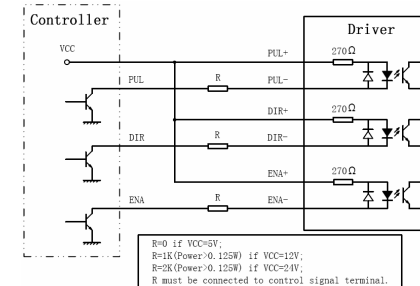 Controller
Driver
VCC
PUL+
270Ω
PUL
R
PUL-
DIR+
270Ω
DIR
R
DIR-
ENA+
270Ω
ENA
R
ENA-
R=0 if VCC=5V;
R=1K(Power>0.125W) if VCC=12V;
R=2K(Power>0.125W) if VCC=24V;
R must be connected to control signal terminal.